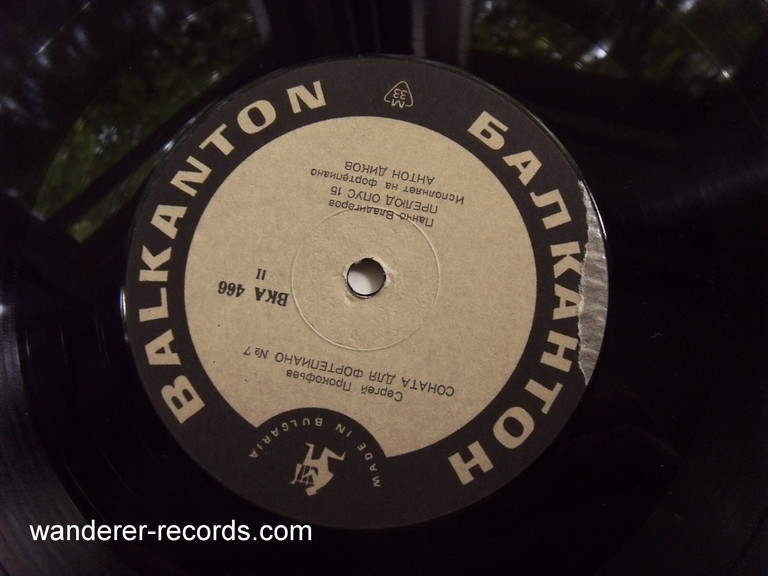 BALKANTON
БАЛКАНТОН
MADE IN BULGARIA
Сергей Прокофьев
СОНАТА ДЛЯ ФОРТЕПИАНО № 7
ВКА 466
II
Панчо Владигеров
ПРЕЛЮД ОПУС 15
Исполняет на фортепиано
АНТОН ДИКОВ
M
33
wanderer-records.com